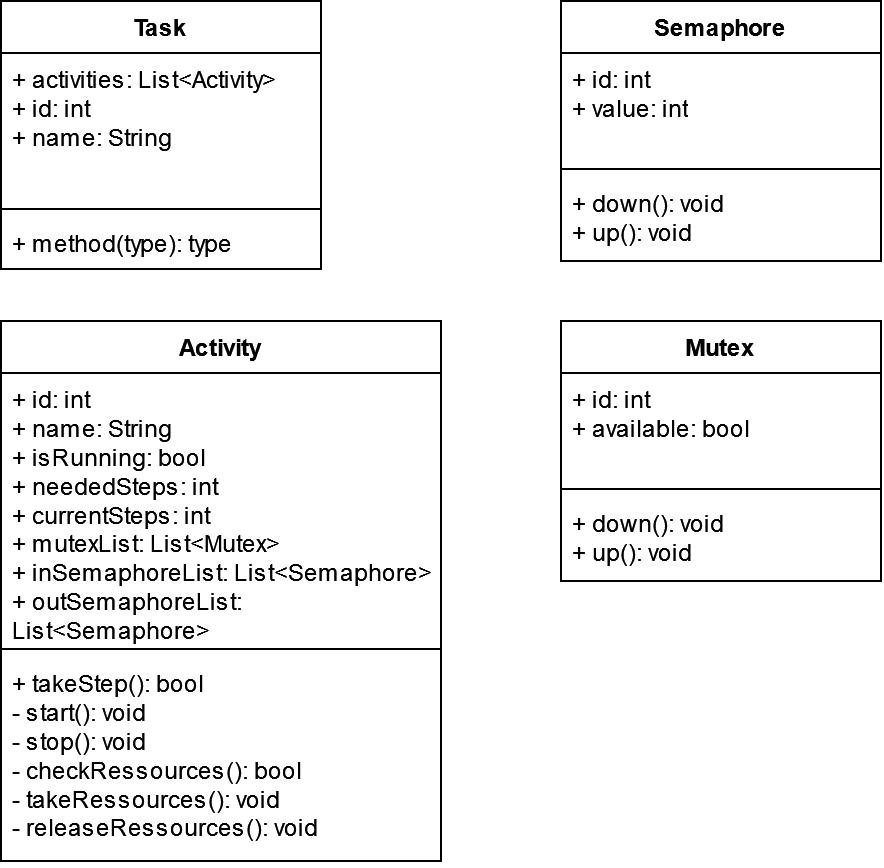 Task
+ activities: List<Activity>
+ id: int
+ name: String
+ method(type): type
Semaphore
+ id: int
+ value: int
+ down(): void
+ up(): void
Activity
+ id: int
+ name: String
+ isRunning: bool
+ neededSteps: int
+ currentSteps: int
+ mutexList: List<Mutex>
+ inSemaphoreList: List<Semaphore>
+ outSemaphoreList:
List<Semaphore>
+ takeStep(): bool
- start(): void
- stop(): void
- checkRessources(): bool
- takeRessources(): void
- releaseRessources(): void
Mutex
+ id: int
+ available: bool
+ down(): void
+ up(): void